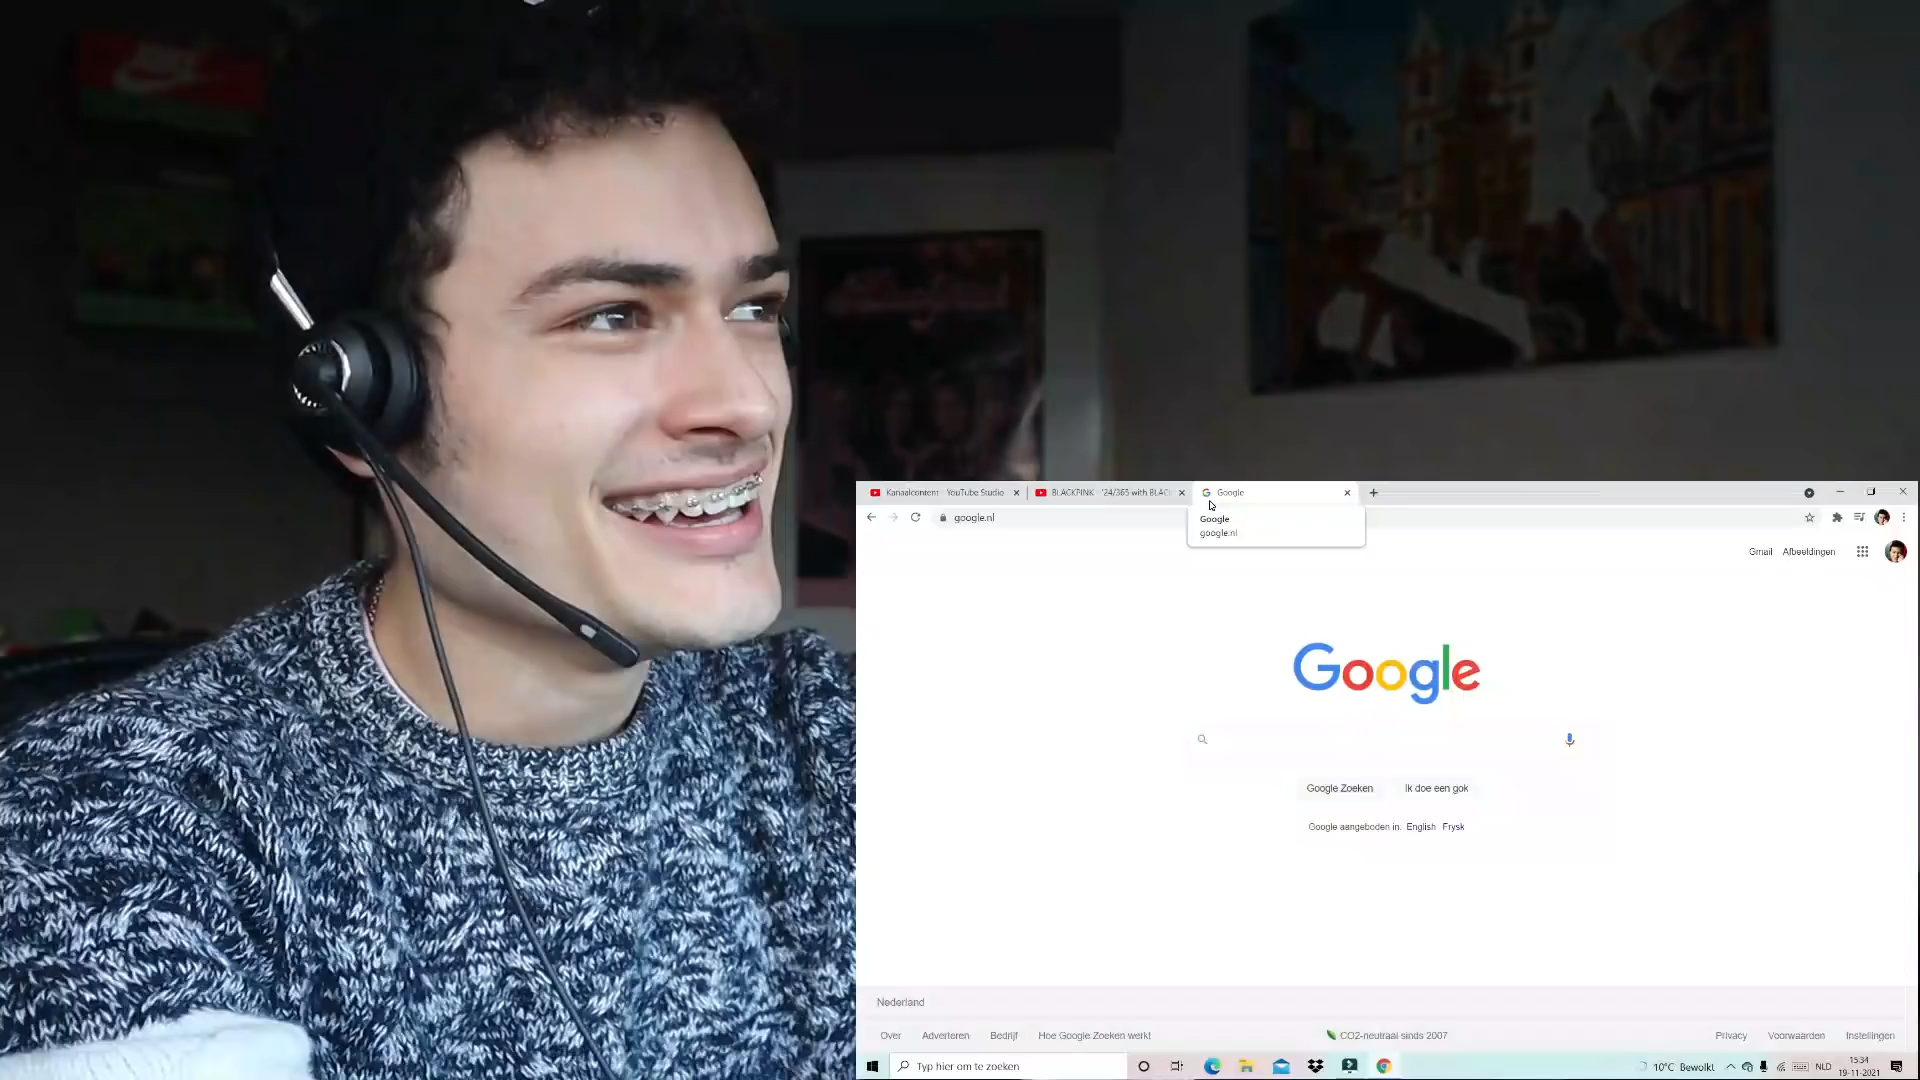 Kanaalcontent - YouTube Studio
BLACKPINK - '24/365 with BLAC
Google
google.nl
Google
google.nl
Gmail Afbeeldingen
Google
Google Zoeken
Ik doe een gok
Google aangeboden in: English Frysk
Nederland
Over Adverteren Bedrijf Hoe Google Zoeken werkt
CO2-neutraal sinds 2007
Privacy Voorwaarden Instellingen
Typ hier om te zoeken
10°C Bewolkt
NLD
15:34
19-11-2021